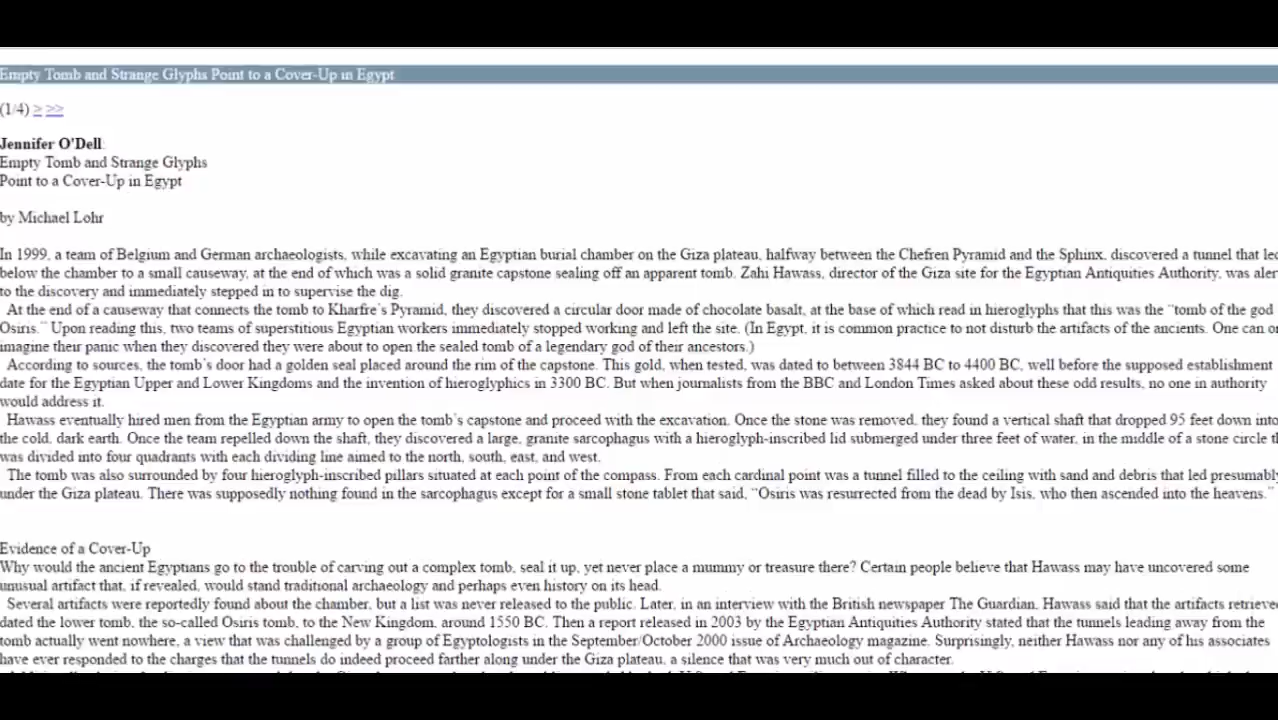 Empty Tomb and Strange Glyphs Point to a Cover-Up in Egypt
(1/4) > >>
Jennifer O'Dell:
Empty Tomb and Strange Glyphs
Point to a Cover-Up in Egypt
by Michael Lohr
In 1999, a team of Belgium and German archaeologists, while excavating an Egyptian burial chamber on the Giza plateau, halfway between the Chefren Pyramid and the Sphinx, discovered a tunnel that
below the chamber to a small causeway, at the end of which was a solid granite capstone sealing off an apparent tomb. Zahi Hawass, director of the Giza site for the Egyptian Antiquities Authority, was
to the discovery and immediately stepped in to supervise the dig.
At the end of a causeway that connects the tomb to Kharfre's Pyramid, they discovered a circular door made of chocolate basalt, at the base of which read in hieroglyphs that this was the "tomb of the god
Osiris." Upon reading this, two teams of superstitious Egyptian workers immediately stopped working and left the site. (In Egypt, it is common practice to not disturb the artifacts of the ancients. One can
imagine their panic when they discovered they were about to open the sealed tomb of a legendary god of their ancestors.)
According to sources, the tomb's door had a golden seal placed around the rim of the capstone. This gold, when tested, was dated to between 3844 BC to 4400 BC, well before the supposed establishment
date for the Egyptian Upper and Lower Kingdoms and the invention of hieroglyphics in 3300 BC. But when journalists from the BBC and London Times asked about these odd results, no one in authority
would address it.
Hawass eventually hired men from the Egyptian army to open the tomb's capstone and proceed with the excavation. Once the stone was removed, they found a vertical shaft that dropped 95 feet down into
the cold, dark earth. Once the team repelled down the shaft, they discovered a large, granite sarcophagus with a hieroglyph-inscribed lid submerged under three feet of water, in the middle of a stone circle
was divided into four quadrants with each dividing line aimed to the north, south, east, and west.
The tomb was also surrounded by four hieroglyph-inscribed pillars situated at each point of the compass. From each cardinal point was a tunnel filled to the ceiling with sand and debris that led presumably
under the Giza plateau. There was supposedly nothing found in the sarcophagus except for a small stone tablet that said, "Osiris was resurrected from the dead by Isis, who then ascended into the heavens."
Evidence of a Cover-Up
Why would the ancient Egyptians go to the trouble of carving out a complex tomb, seal it up, yet never place a mummy or treasure there? Certain people believe that Hawass may have uncovered some
unusual artifact that, if revealed, would stand traditional archaeology and perhaps even history on its head.
Several artifacts were reportedly found about the chamber, but a list was never released to the public. Later, in an interview with the British newspaper The Guardian, Hawass said that the artifacts retrieved
dated the lower tomb, the so-called Osiris tomb, to the New Kingdom, around 1550 BC. Then a report released in 2003 by the Egyptian Antiquities Authority stated that the tunnels leading away from the
tomb actually went nowhere, a view that was challenged by a group of Egyptologists in the September/October 2000 issue of Archaeology magazine. Surprisingly, neither Hawass nor any of his associates
have ever responded to the charges that the tunnels do indeed proceed farther along under the Giza plateau, a silence that was very much out of character.